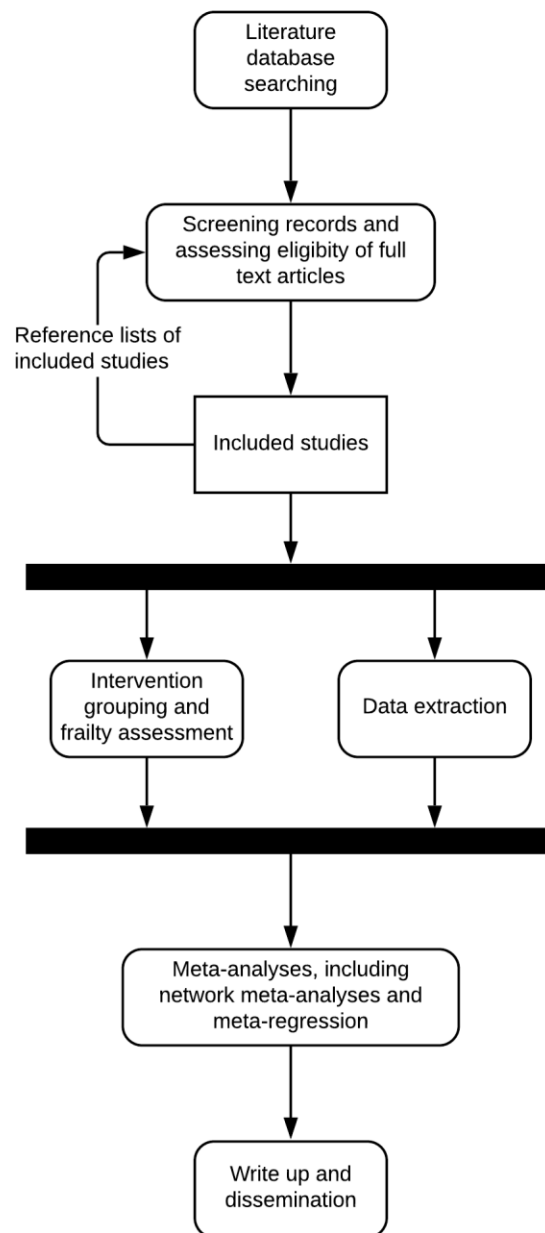 Literature
database
searching
Screening records and
assessing eligibity of full
text articles
Reference lists of
included studies
Included studies
Intervention
grouping and
frailty assessment
Data extraction
Meta-analyses, including
network meta-analyses and
meta-regression
Write up and
dissemination